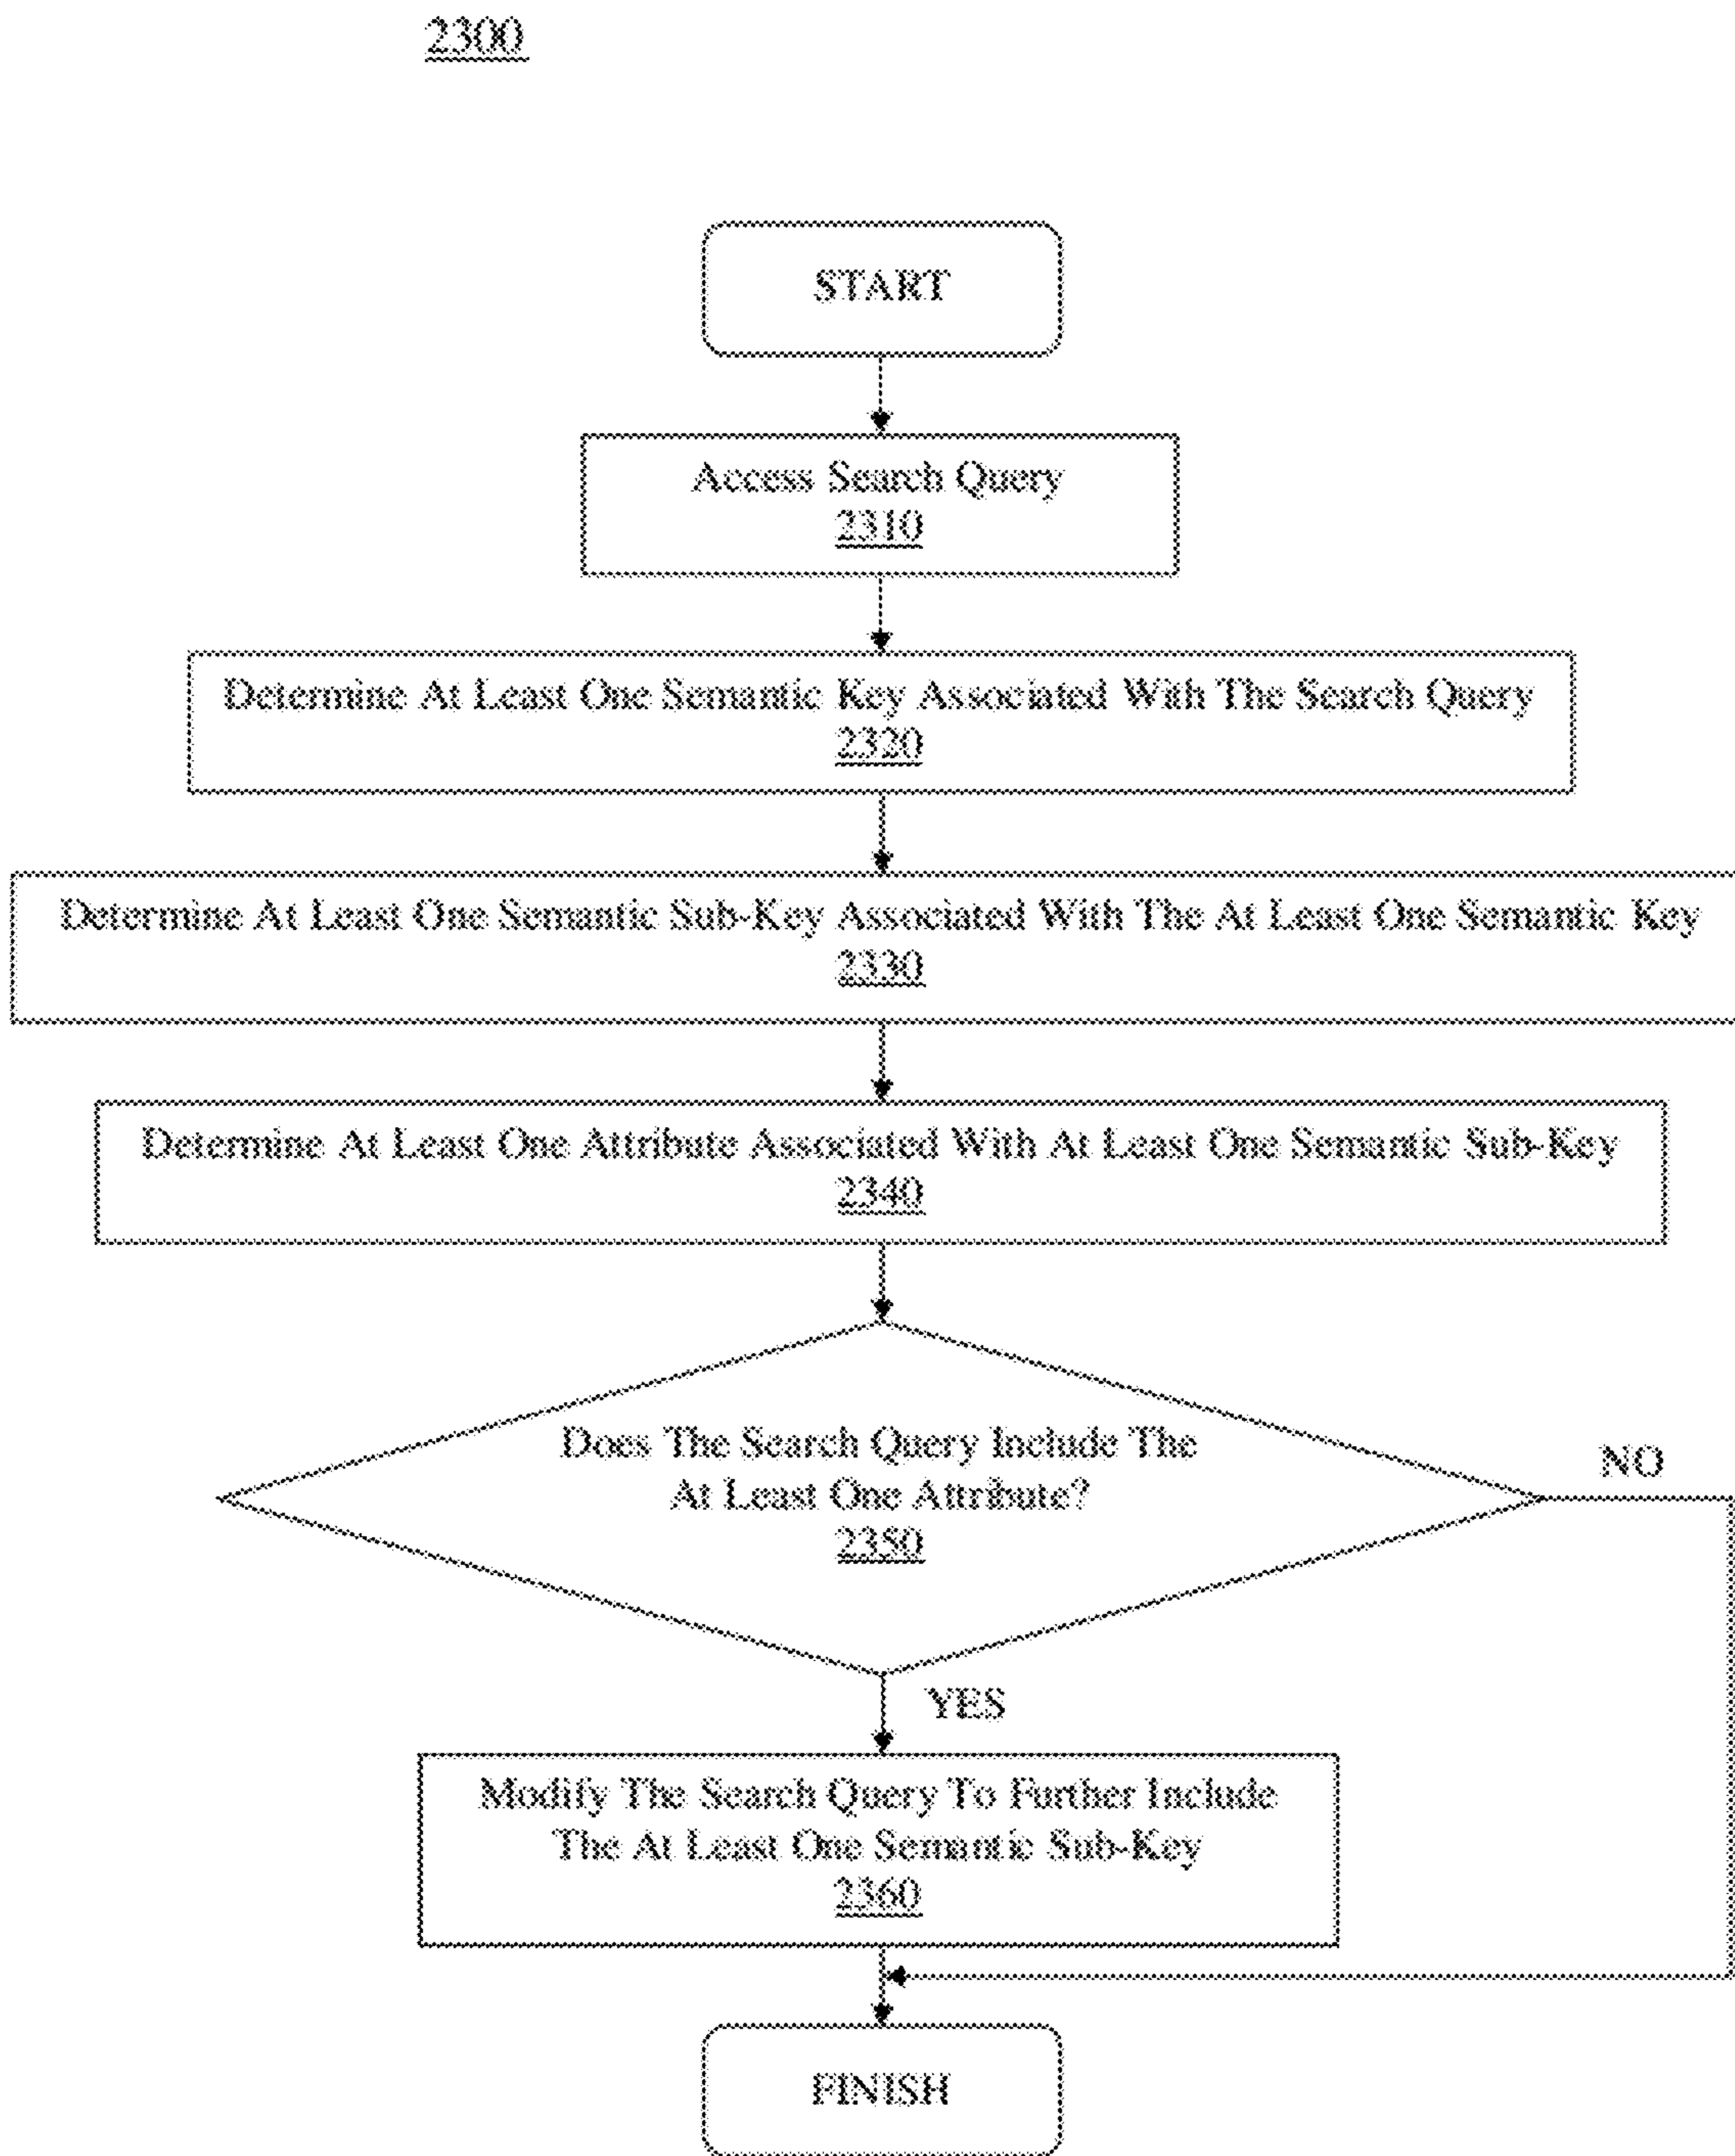 2300
START
Access Search Query
2310
Determine At Least One Semantic Key Associated With The Search Query
2320
Determine At Least One Semantic Sub-Key Associated With The At Least One Semantic Key
2330
Determine At Least One Attribute Associated With At Least One Semantic Sub-Key
2340
Does The Search Query Include The
At Least One Attribute?
2350
NO
YES
Modify The Search Query To Further Include
The At Least One Semantic Sub-Key
2360
FINISH